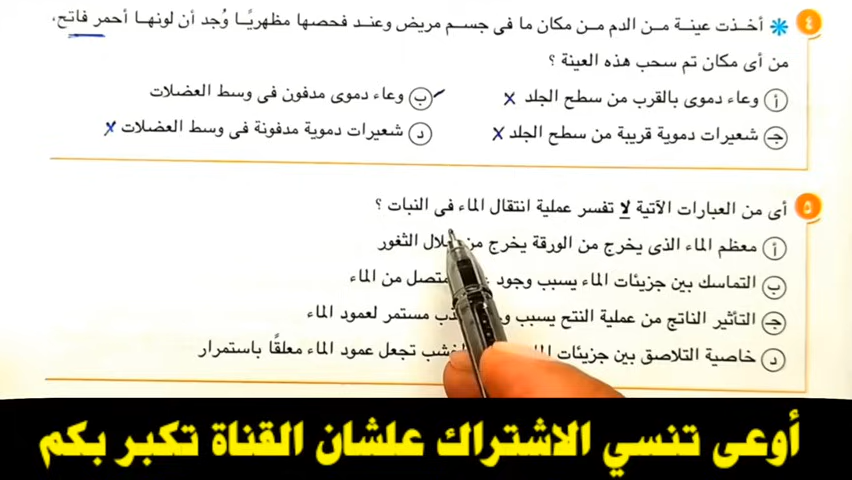 ٤ أخذت عينة من الدم من مكان ما فى جسم مريض وعند فحصها مظهريًا وُجد أن لونها أحمر فاتح،
من أى مكان تم سحب هذه العينة ؟
أ وعاء دموى بالقرب من سطح الجلد x ب وعاء دموى مدفون فى وسط العضلات
جـ شعيرات دموية قريبة من سطح الجلد x د شعيرات دموية مدفونة فى وسط العضلات x
٥ أى من العبارات الآتية لا تفسر عملية انتقال الماء فى النبات ؟
أ معظم الماء الذى يخرج من الورقة يخرج من خلال الثغور
ب التماسك بين جزيئات الماء يسبب وجود متصل من الماء
جـ التأثير الناتج من عملية النتح يسبب مستمر لعمود الماء
د خاصية التلاصق بين جزيئات الخشب تجعل عمود الماء معلقًا باستمرار
أوعى تنسي الاشتراك علشان القناة تكبر بكم